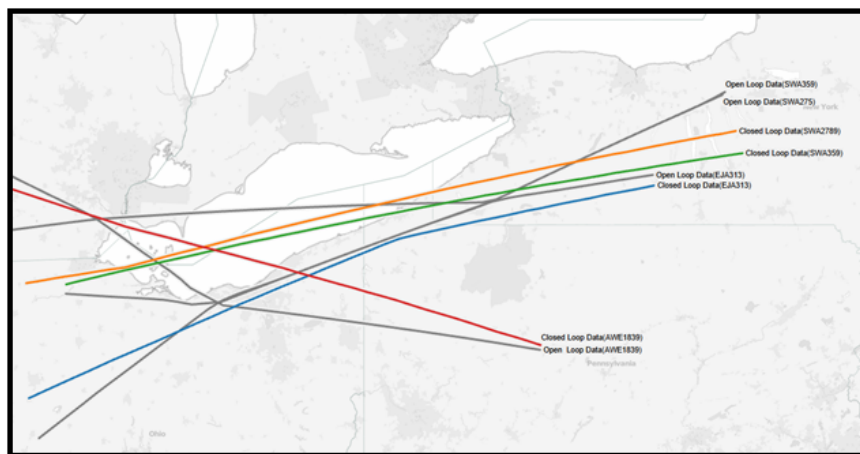 Open Loop Data(SWA359)
Open Loop Data(SWA275)
New York
Closed Loop Data(SWA2789)
Closed Loop Data(SWA359)
Open Loop Data(EJA313)
Closed Loop Data(EJA313)
Closed Loop Data(AWE1839)
Open Loop Data(AWE1839)
Pennsylvania
Ohio